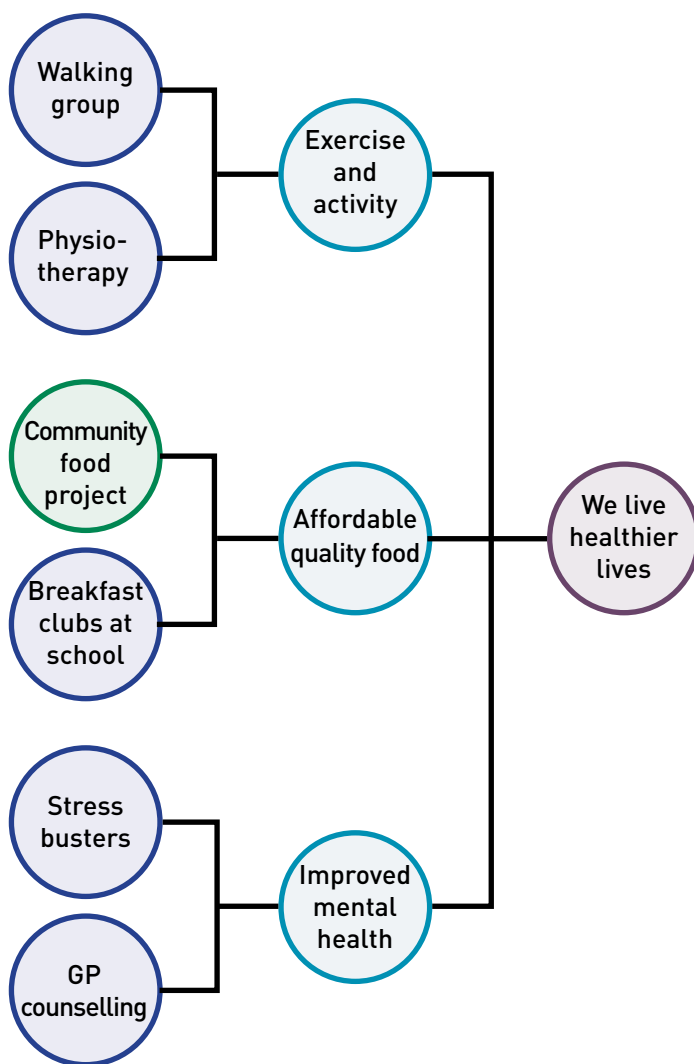 Walking
group
Physio-
therapy
Exercise
and
activity
Community
food
project
Breakfast
clubs at
school
Affordable
quality food
We live
healthier
lives
Stress
busters
GP
counselling
Improved
mental
health